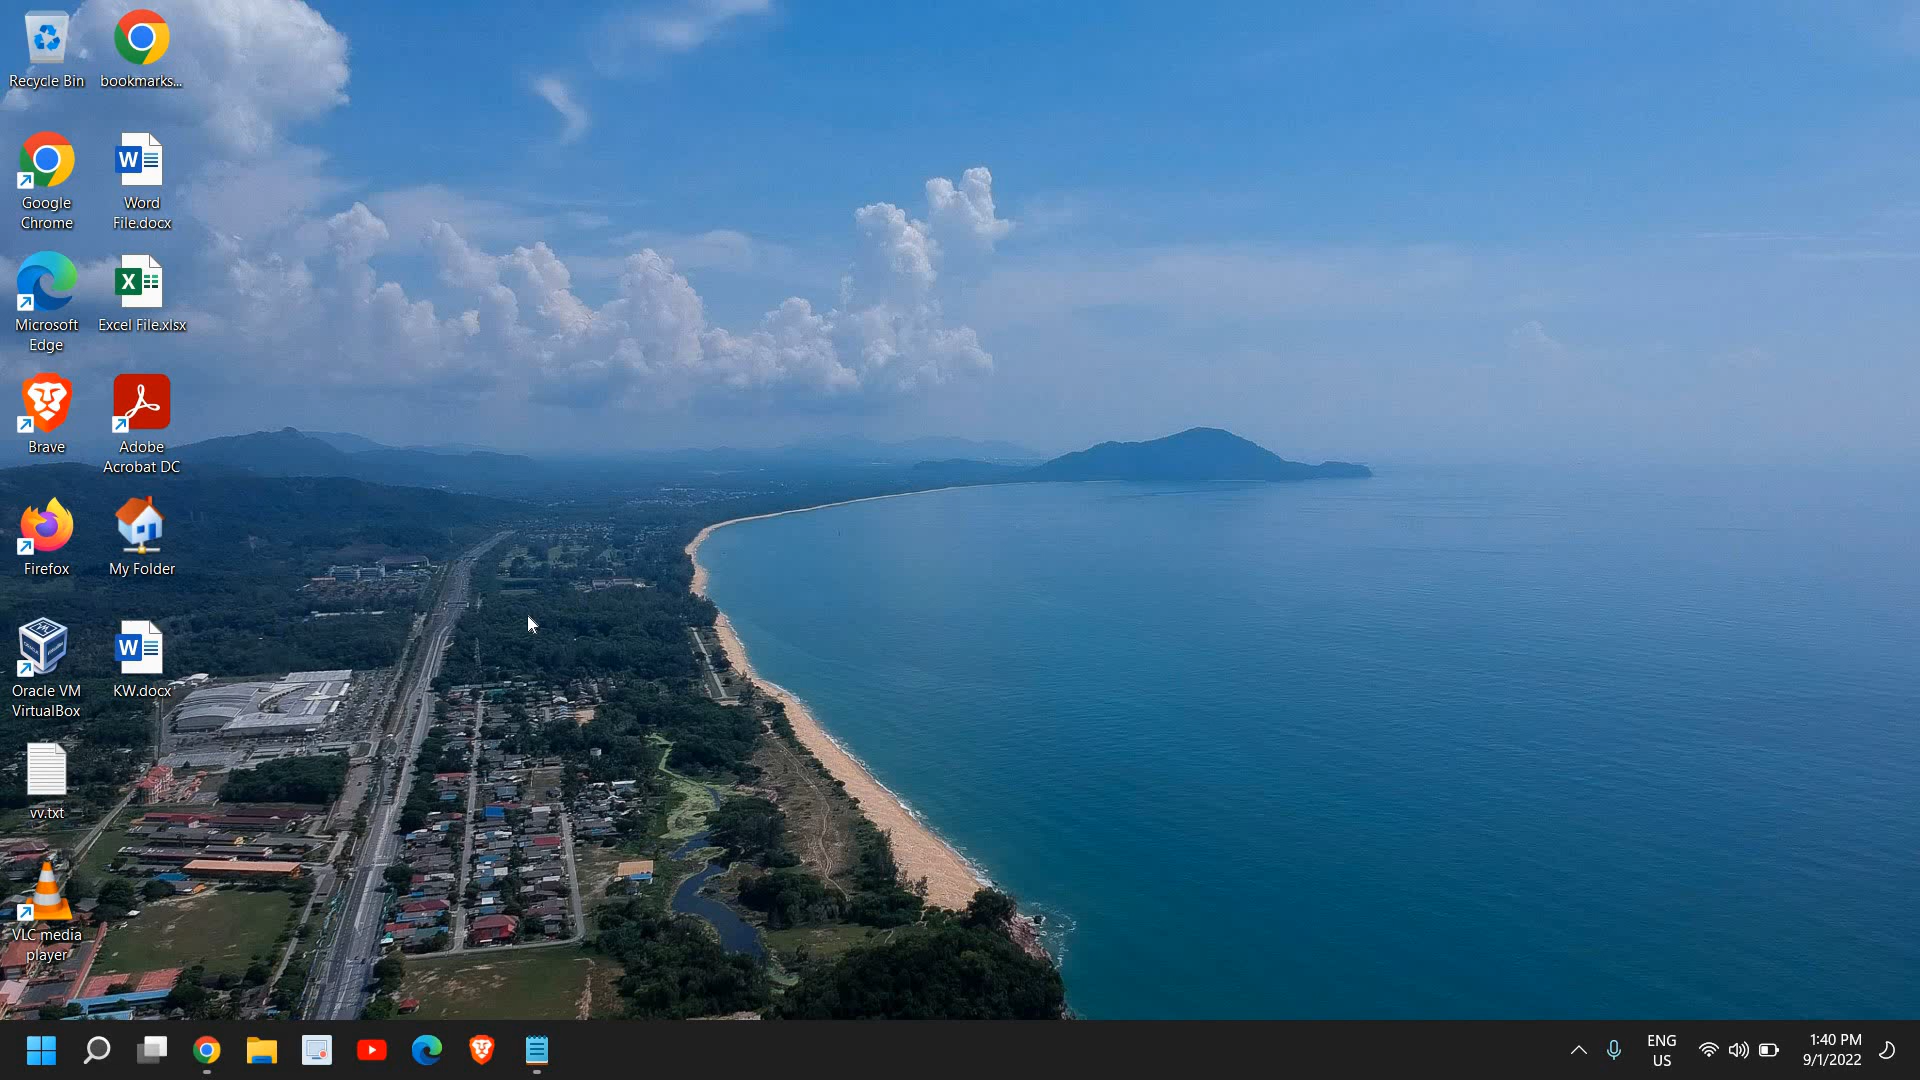 Recycle Bin
bookmarks...
Google
Chrome
Word
File.docx
Microsoft
Edge
Excel File.xlsx
Brave
Adobe
Acrobat DC
Firefox
My Folder
Oracle VM
VirtualBox
KW.docx
vv.txt
VLC media
player
ENG
US
1:40 PM
9/1/2022